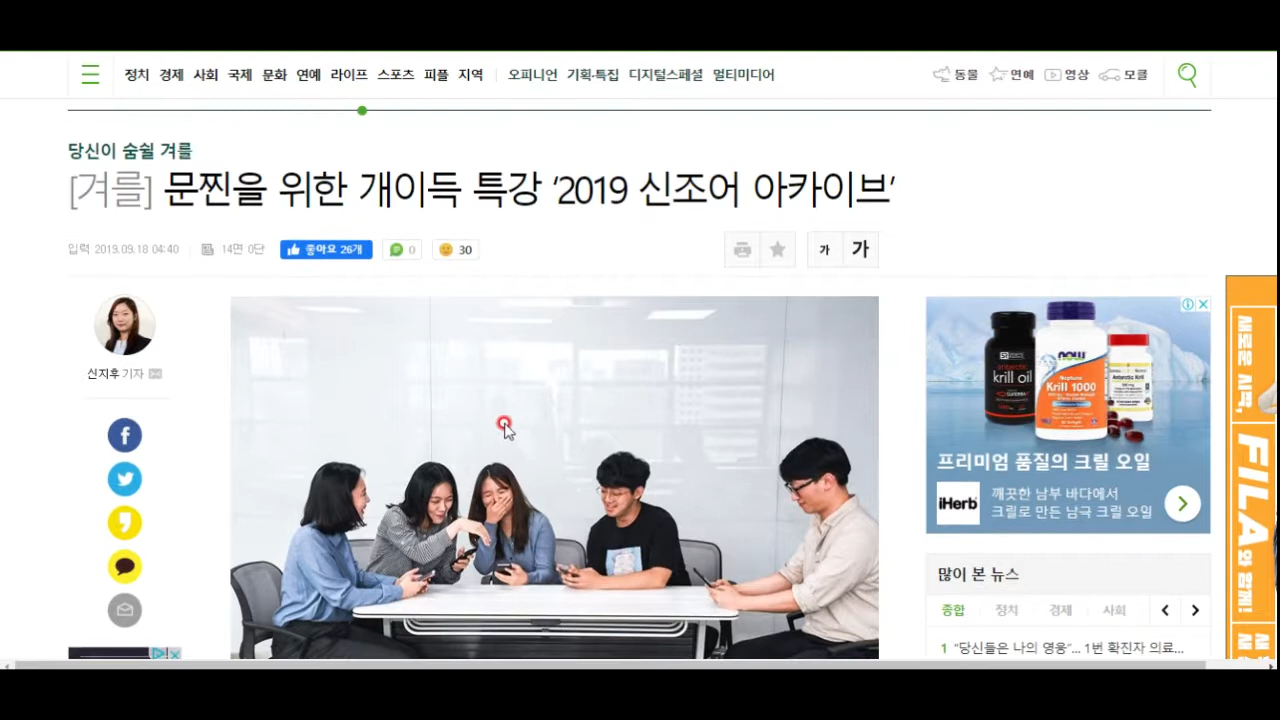 정치 경제 사회 국제 문화 연예 라이프 스포츠 피플 지역 오피니언 기획·특집 디지털스페셜 멀티미디어 동물 연예 영상 모클
당신이 숨쉴 겨를
[겨를] 문찐을 위한 개이득 특강 ‘2019 신조어 아카이브’
입력 2019.09.18 04:40 14면 0단 좋아요 26개 0 30 가 가
신지후 기자
krill oil
NOW
Neptune
Krill 1000
Antarctic Krill
프리미엄 품질의 크릴 오일
iHerb
깨끗한 남부 바다에서
크릴로 만든 남극 크릴 오일
새로운 시작,
FILA와 함께!
많이 본 뉴스
종합 정치 경제 사회
1 “당신들은 나의 영웅”... 1번 확진자 의료...